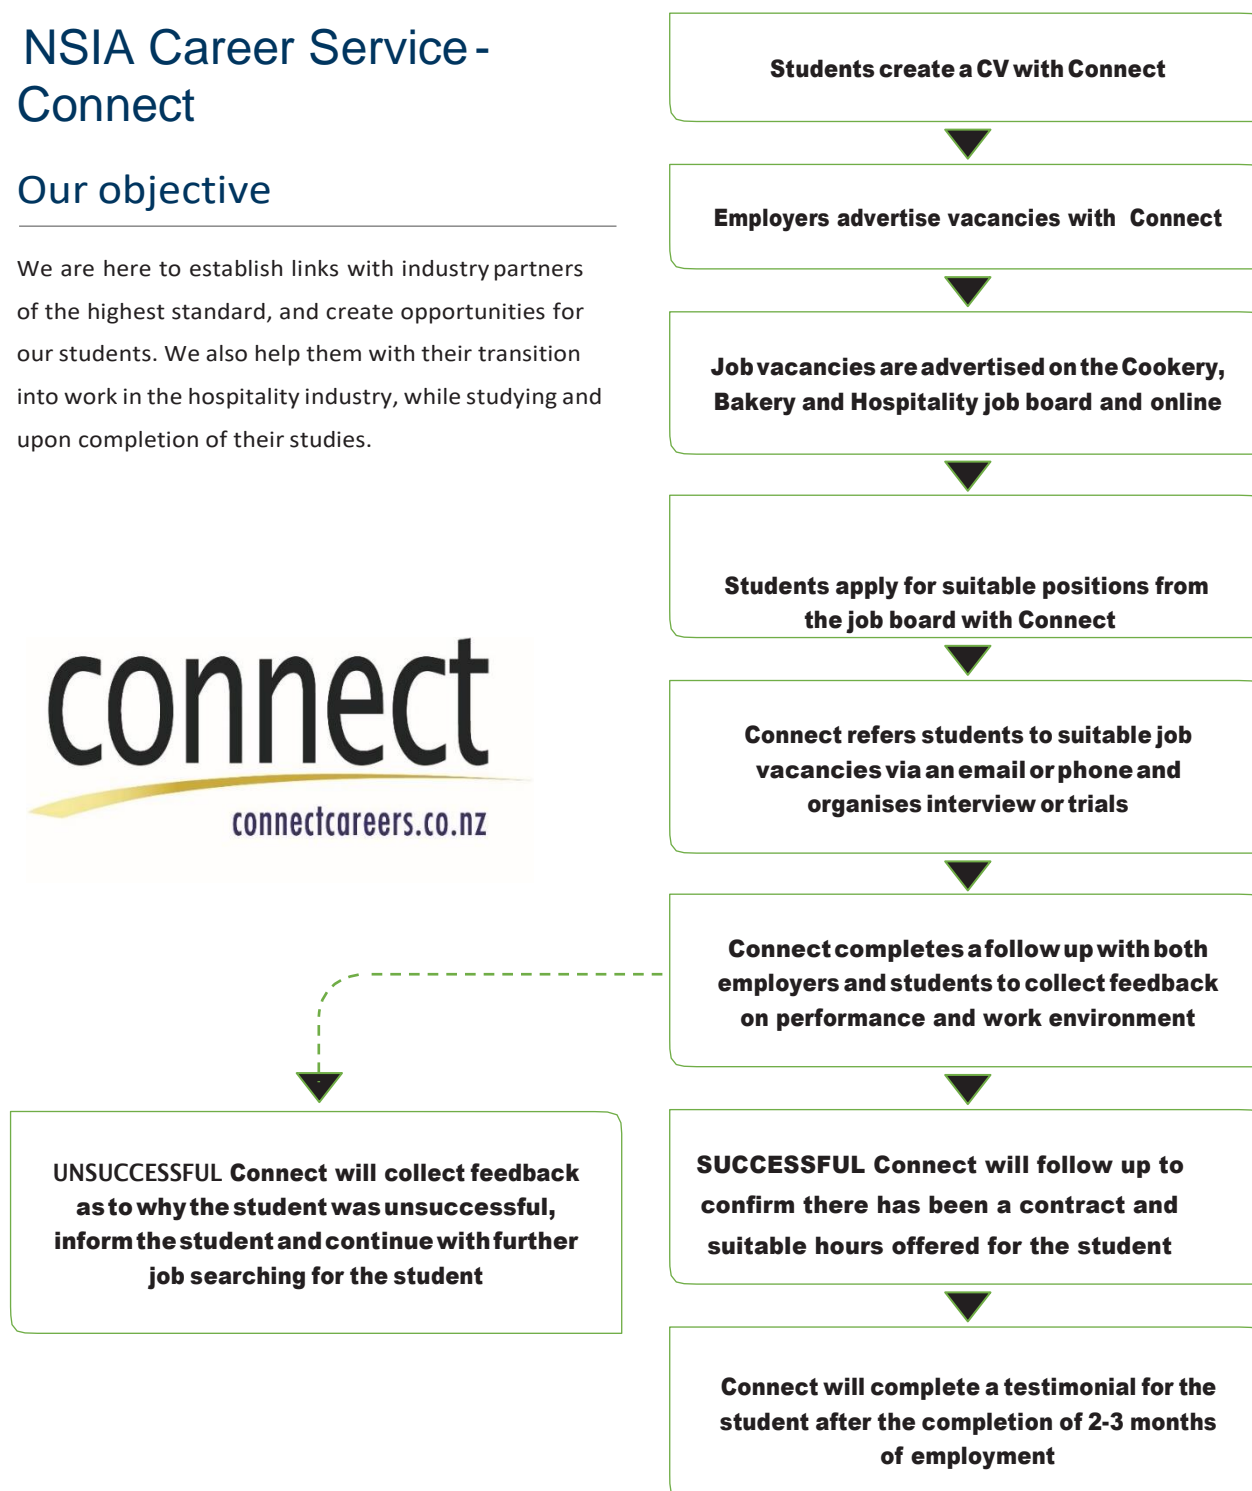 NSIA Career Service -
Connect
Our objective
We are here to establish links with industry partners
of the highest standard, and create opportunities for
our students. We also help them with their transition
into work in the hospitality industry, while studying and
upon completion of their studies.
connect
connectcareers.co.nz
Students create a CV with Connect
Employers advertise vacancies with Connect
Job vacancies are advertised on the Cookery,
Bakery and Hospitality job board and online
Students apply for suitable positions from
the job board with Connect
Connect refers students to suitable job
vacancies via an email or phone and
organises interview or trials
Connect completes a follow up with both
employers and students to collect feedback
on performance and work environment
UNSUCCESSFUL Connect will collect feedback
as to why the student was unsuccessful,
inform the student and continue with further
job searching for the student
SUCCESSFUL Connect will follow up to
confirm there has been a contract and
suitable hours offered for the student
Connect will complete a testimonial for the
student after the completion of 2-3 months
of employment